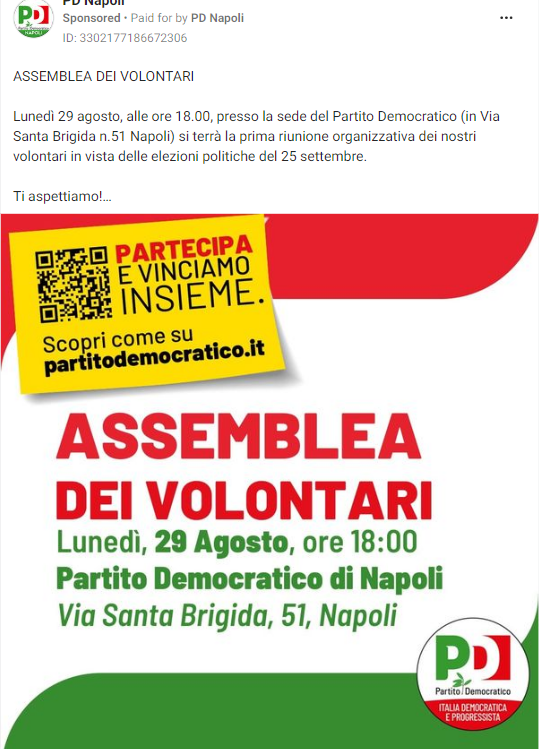 PD Napoli
Sponsored • Paid for by PD Napoli
ID: 3302177186672306
ASSEMBLEA DEI VOLONTARI
Lunedì 29 agosto, alle ore 18.00, presso la sede del Partito Democratico (in Via
Santa Brigida n.51 Napoli) si terrà la prima riunione organizzativa dei nostri
volontari in vista delle elezioni politiche del 25 settembre.
Ti aspettiamo!...
PARTECIPA
E VINCIAMO
INSIEME.
Scopri come su
partitodemocratico.it
ASSEMBLEA
DEI VOLONTARI
Lunedì, 29 Agosto, ore 18:00
Partito Democratico di Napoli
Via Santa Brigida, 51, Napoli
PD
Partito Democratico
ITALIA DEMOCRATICA
E PROGRESSISTA